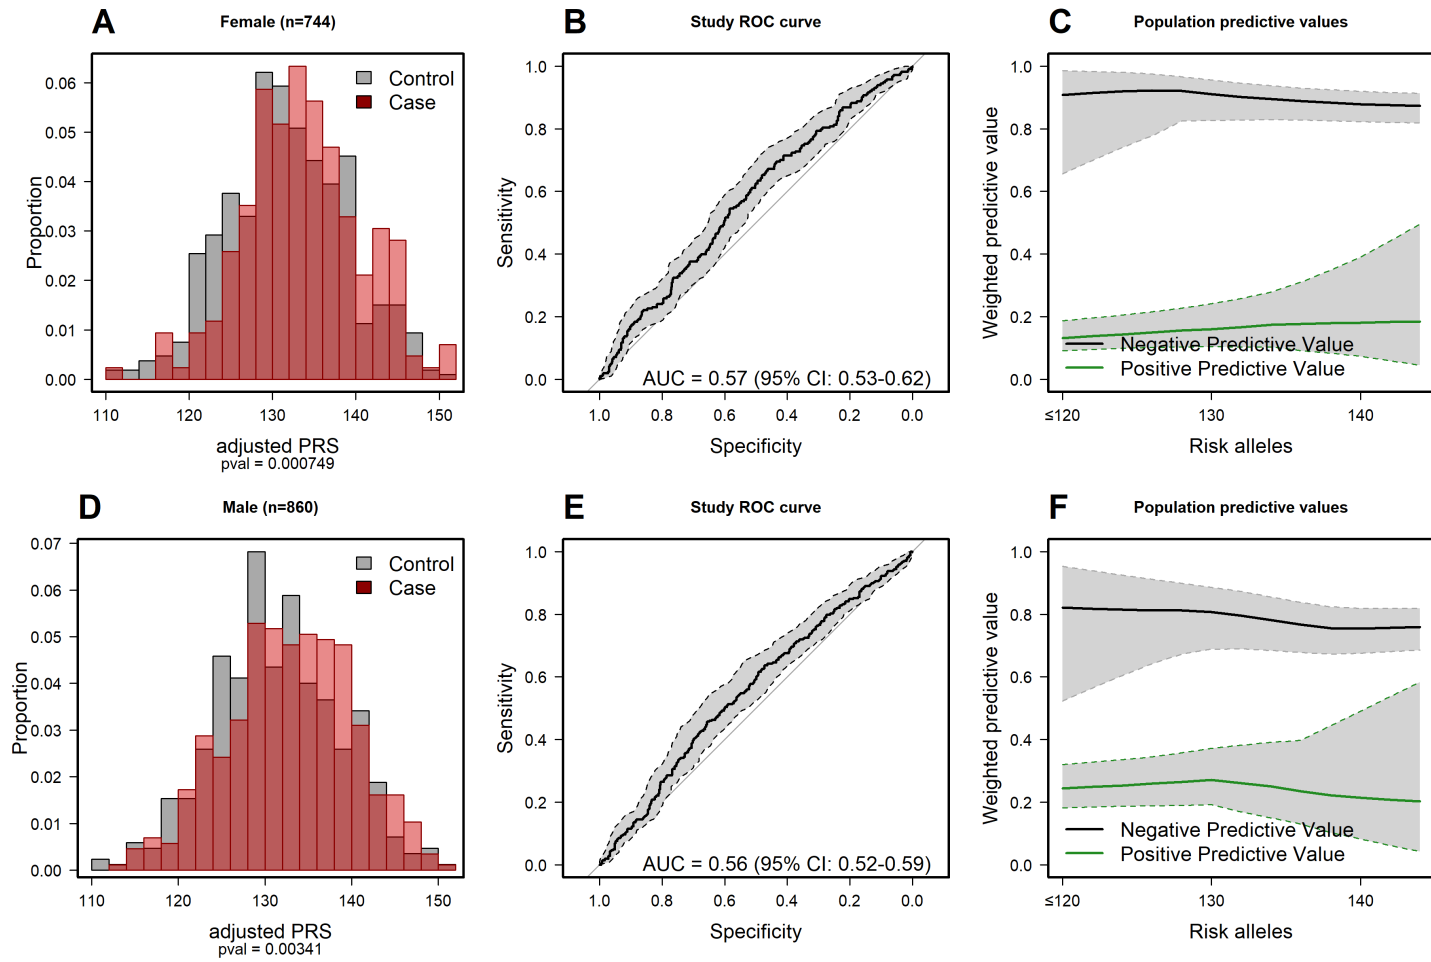 A
Female (n=744)
Control
Case
Proportion
0.06
0.05
0.04
0.03
0.02
0.01
0.00
110
120
130
140
150
adjusted PRS
pval = 0.000749
B
Study ROC curve
Sensitivity
1.0
0.8
0.6
0.4
0.2
0.0
AUC = 0.57 (95% CI: 0.53-0.62)
1.0
0.8
0.6
0.4
0.2
0.0
Specificity
C
Population predictive values
Weighted predictive value
1.0
0.8
0.6
0.4
0.2
0.0
Negative Predictive Value
Positive Predictive Value
≤120
130
140
Risk alleles
D
Male (n=860)
Control
Case
Proportion
0.07
0.06
0.05
0.04
0.03
0.02
0.01
0.00
110
120
130
140
150
adjusted PRS
pval = 0.00341
E
Study ROC curve
Sensitivity
1.0
0.8
0.6
0.4
0.2
0.0
AUC = 0.56 (95% CI: 0.52-0.59)
1.0
0.8
0.6
0.4
0.2
0.0
Specificity
F
Population predictive values
Weighted predictive value
1.0
0.8
0.6
0.4
0.2
0.0
Negative Predictive Value
Positive Predictive Value
≤120
130
140
Risk alleles